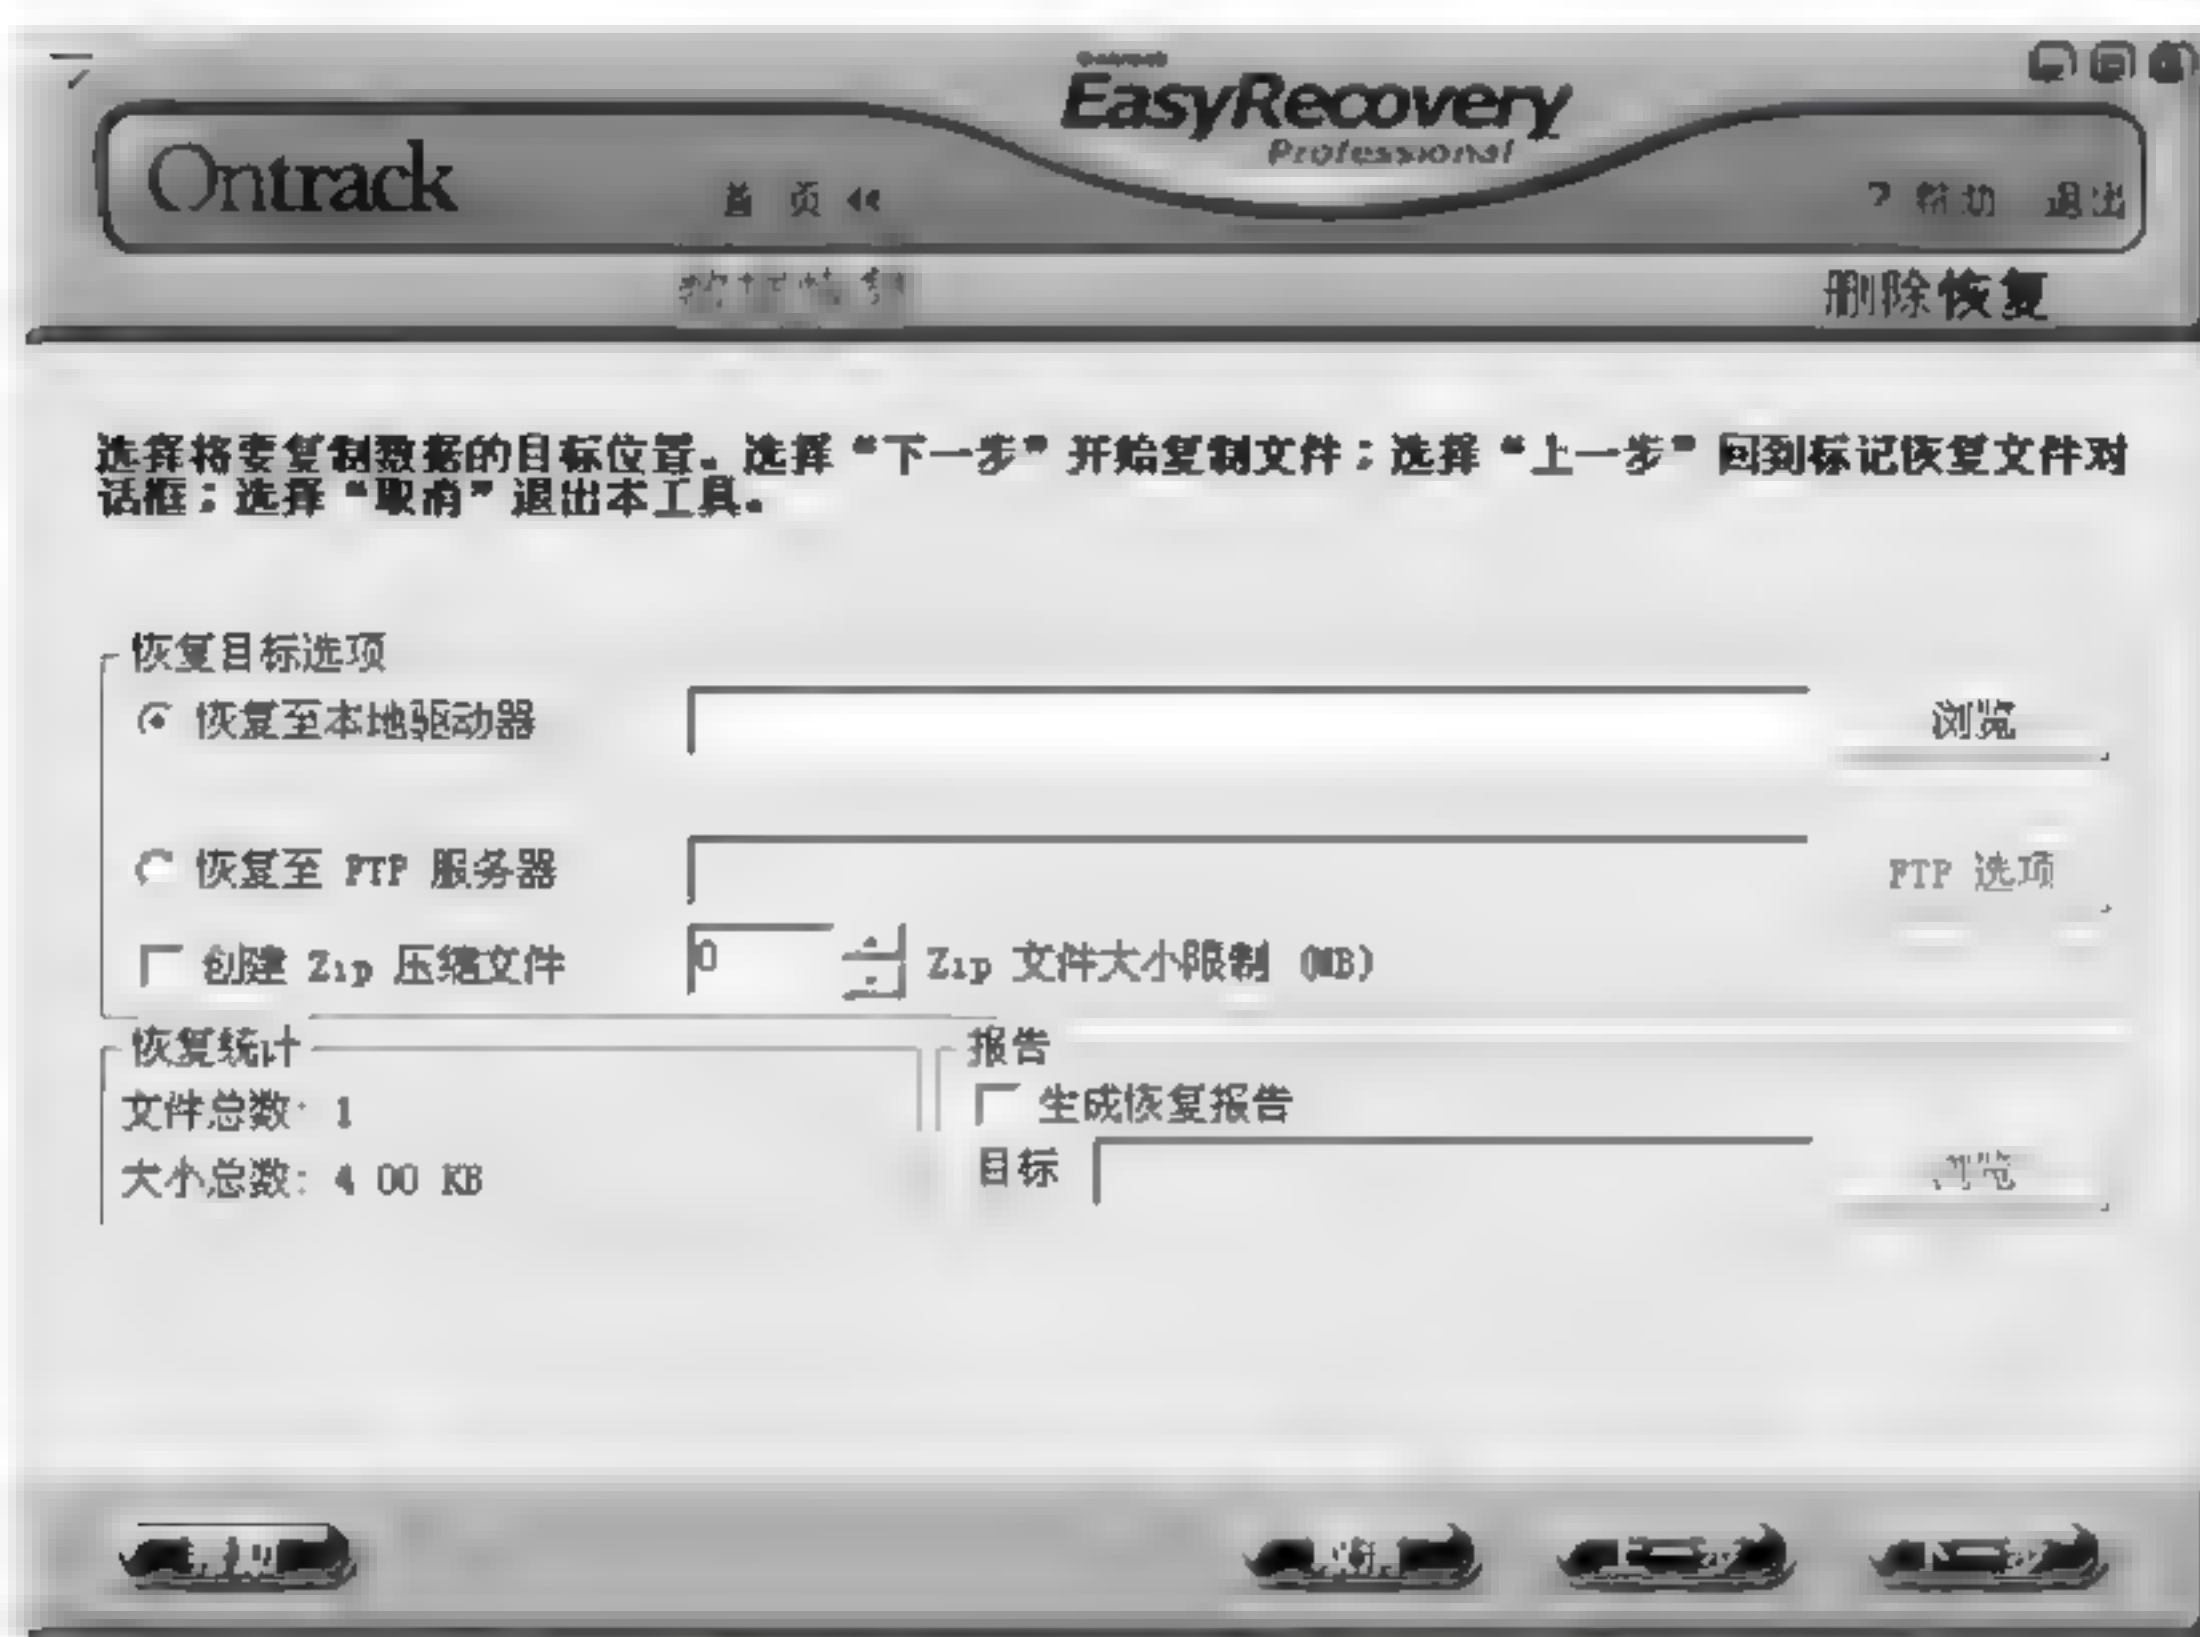 EasyRecovery
Professional
Ontrack
首 页
? 帮助 退出
删除恢复
选择将要复制数据的目标位置。选择“下一步”开始复制文件；选择“上一步”回到标记恢复文件对
话框；选择“取消”退出本工具。
恢复目标选项
恢复至本地驱动器
浏览
恢复至 FTP 服务器
FTP 选项
创建 Zip 压缩文件 0 Zip 文件大小限制 (MB)
恢复统计
报告
文件总数: 1
生成恢复报告
大小总数: 4.00 KB
目标
浏览